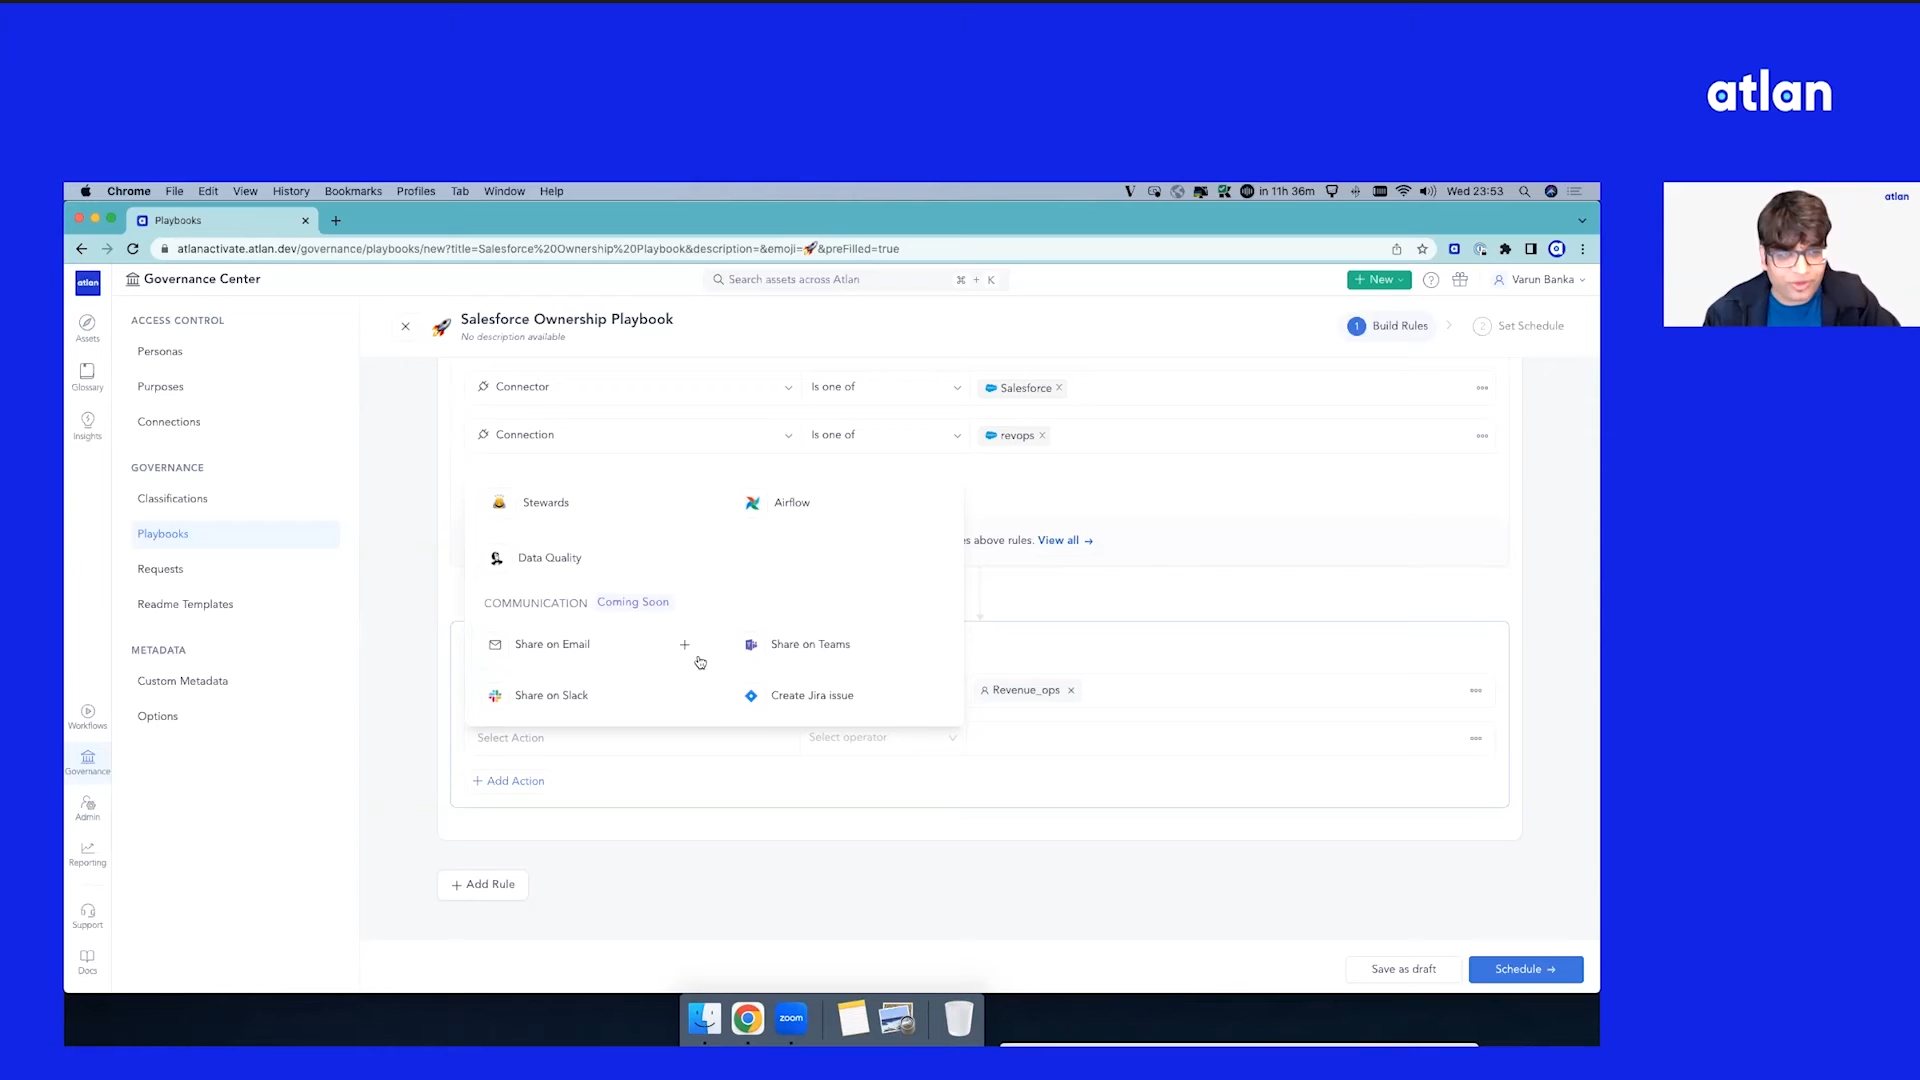 atlan
Chrome File Edit View History Bookmarks Profiles Tab Window Help
in 11h 36m Wed 23:53
Playbooks
atlanactivate.atlan.dev/governance/playbooks/new?title=Salesforce%20Ownership%20Playbook&description=&emoji=🚀&preFilled=true
atlan
atlan
Governance Center
Search assets across Atlan ⌘ + K
+ New
Varun Banka
Assets
Glossary
Insights
Workflows
Governance
Admin
Reporting
Support
Docs
ACCESS CONTROL
Personas
Purposes
Connections
GOVERNANCE
Classifications
Playbooks
Requests
Readme Templates
METADATA
Custom Metadata
Options
Salesforce Ownership Playbook
No description available
1 Build Rules
2 Set Schedule
Connector Is one of Salesforce
Connection Is one of revops
Stewards Airflow
Data Quality
es above rules. View all →
COMMUNICATION Coming Soon
Share on Email Share on Teams
Share on Slack Create Jira issue
Revenue_ops
Select Action Select operator
+ Add Action
+ Add Rule
Save as draft Schedule →
zoom